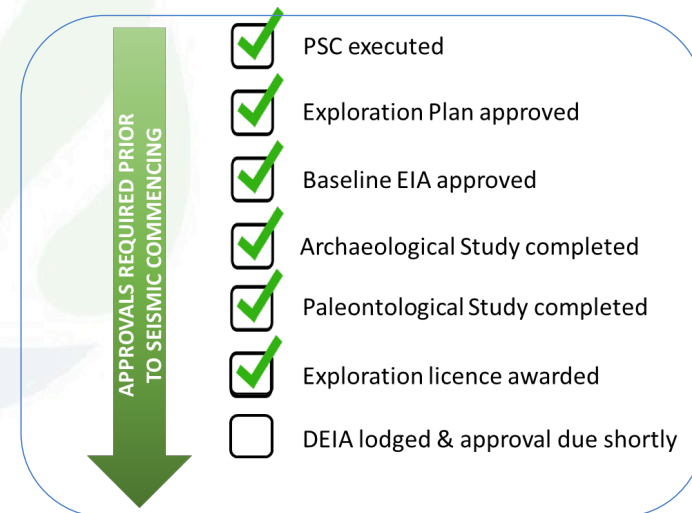 APPROVALS REQUIRED PRIOR
TO SEISMIC COMMENCING
PSC executed
Exploration Plan approved
Baseline EIA approved
Archaeological Study completed
Paleontological Study completed
Exploration licence awarded
DEIA lodged & approval due shortly